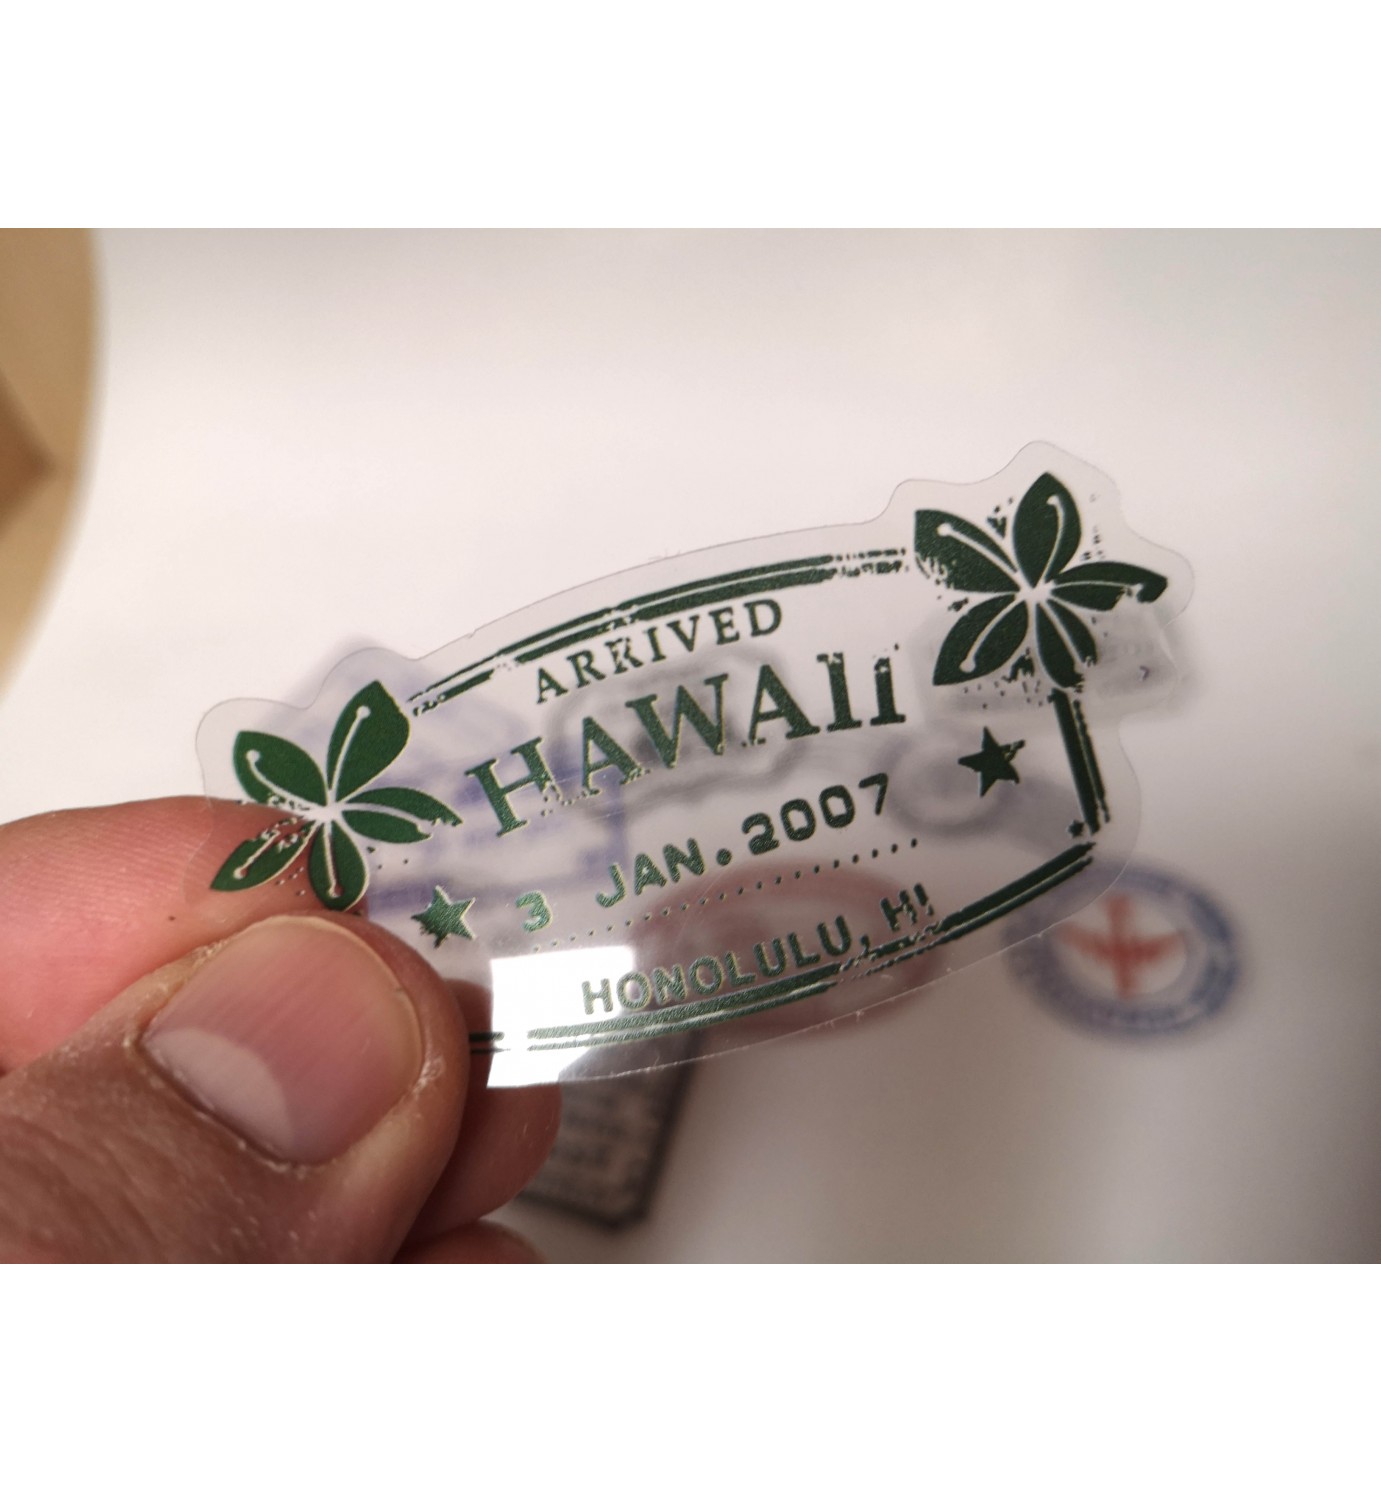 ARRIVED
HAWAII
3 JAN. 2007
HONOLULU, HI